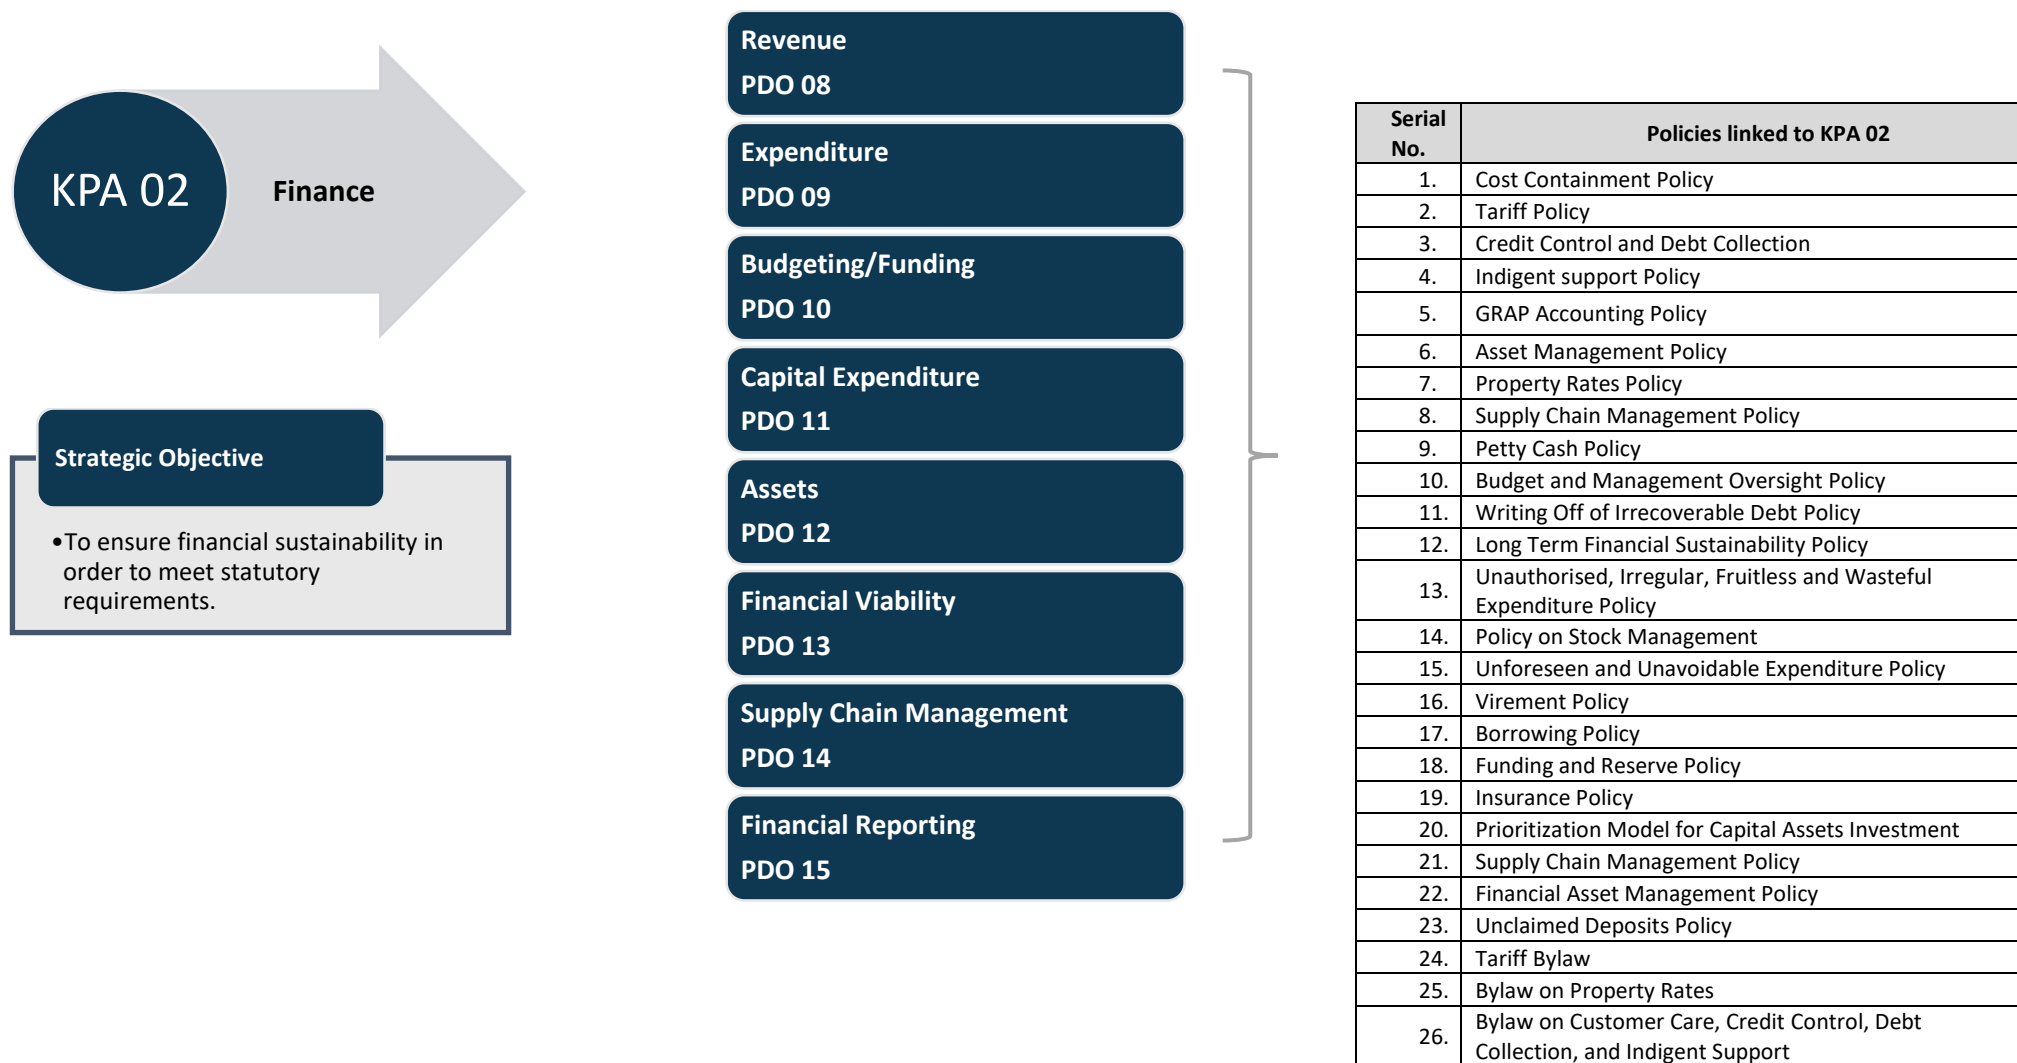 KPA 02
Finance
Strategic Objective
•To ensure financial sustainability in
order to meet statutory
requirements.
Revenue
PDO 08
Expenditure
PDO 09
Budgeting/Funding
PDO 10
Capital Expenditure
PDO 11
Assets
PDO 12
Financial Viability
PDO 13
Supply Chain Management
PDO 14
Financial Reporting
PDO 15
Serial
No.
Policies linked to KPA 02
1. Cost Containment Policy
2. Tariff Policy
3. Credit Control and Debt Collection
4. Indigent support Policy
5. GRAP Accounting Policy
6. Asset Management Policy
7. Property Rates Policy
8. Supply Chain Management Policy
9. Petty Cash Policy
10. Budget and Management Oversight Policy
11. Writing Off of Irrecoverable Debt Policy
12. Long Term Financial Sustainability Policy
13. Unauthorised, Irregular, Fruitless and Wasteful
Expenditure Policy
14. Policy on Stock Management
15. Unforeseen and Unavoidable Expenditure Policy
16. Virement Policy
17. Borrowing Policy
18. Funding and Reserve Policy
19. Insurance Policy
20. Prioritization Model for Capital Assets Investment
21. Supply Chain Management Policy
22. Financial Asset Management Policy
23. Unclaimed Deposits Policy
24. Tariff Bylaw
25. Bylaw on Property Rates
26. Bylaw on Customer Care, Credit Control, Debt
Collection, and Indigent Support